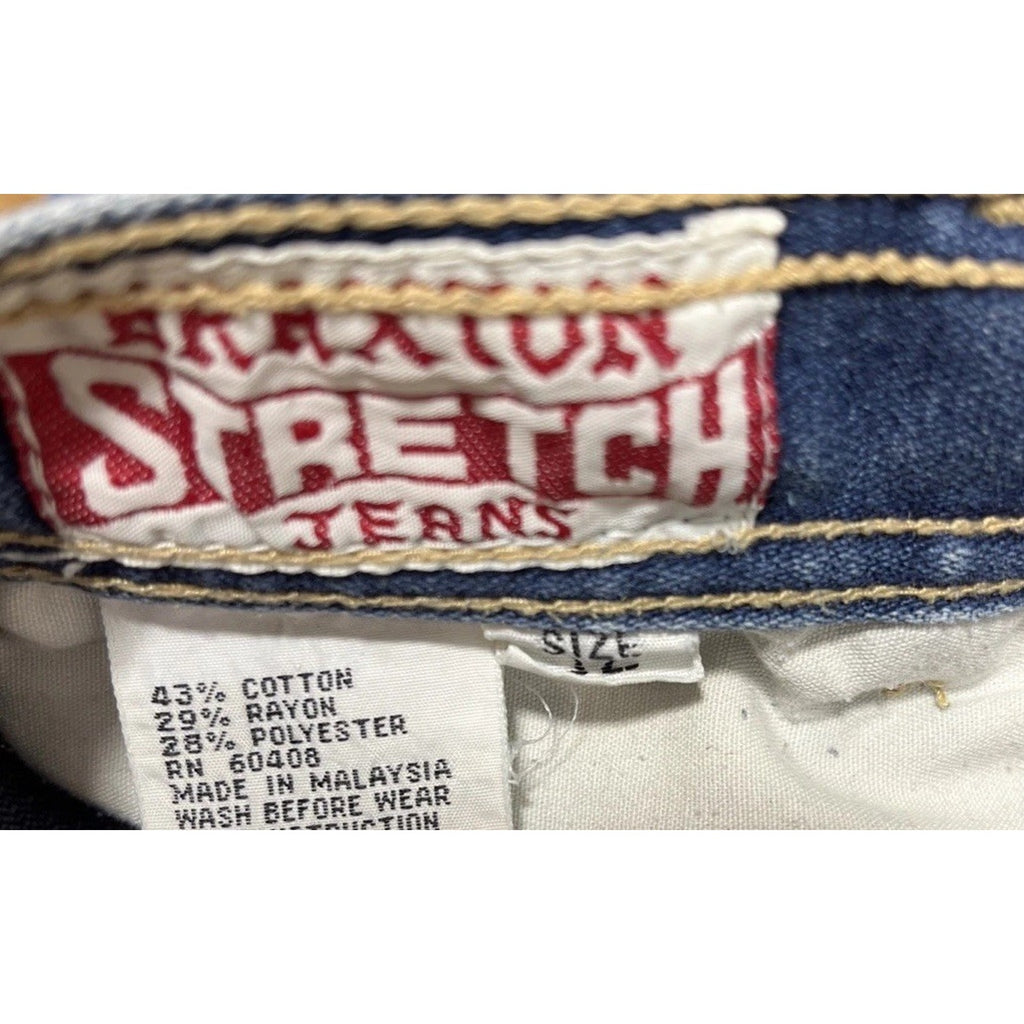 BRAXTON
STRETCH
JEANS
SIZE
43% COTTON
29% RAYON
28% POLYESTER
RN 60408
MADE IN MALAYSIA
WASH BEFORE WEAR